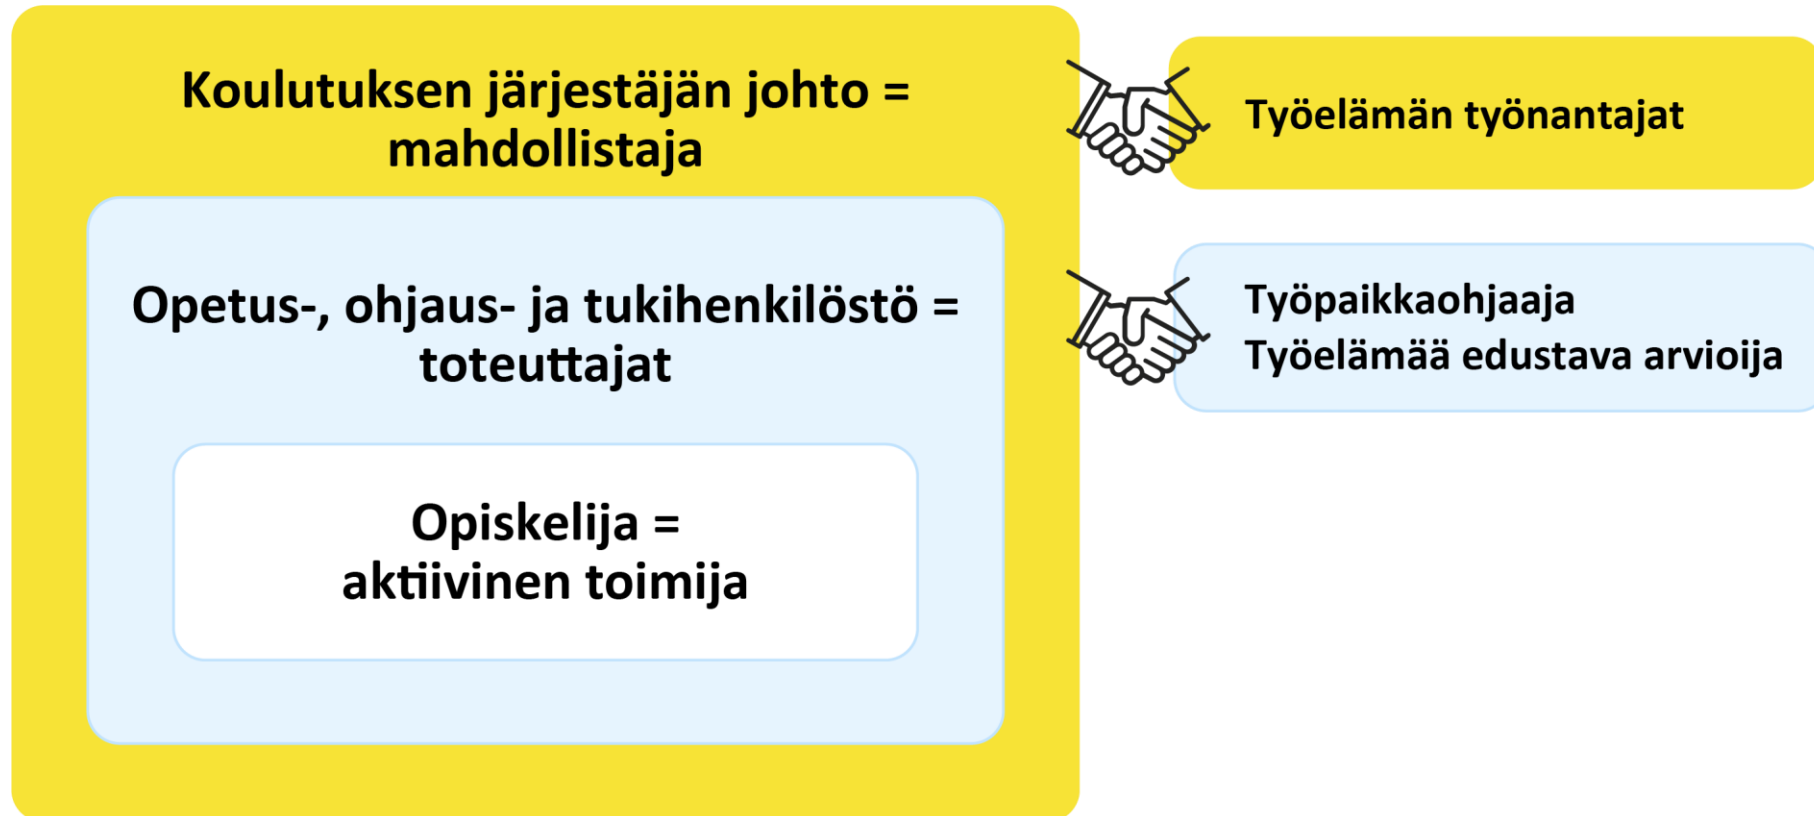 Koulutuksen järjestäjän johto =
mahdollistaja
Työelämän työnantajat
Opetus-, ohjaus- ja tukihenkilöstö =
toteuttajat
Työpaikkaohjaaja
Työelämää edustava arvioija
Opiskelija =
aktiivinen toimija